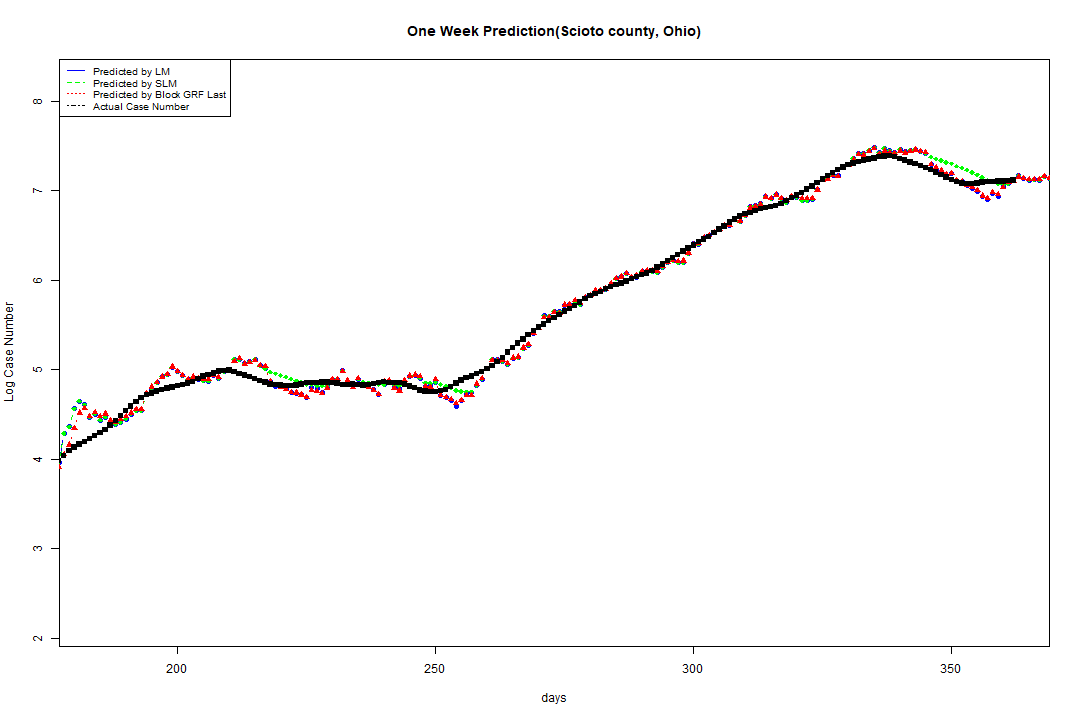 One Week Prediction(Scioto county, Ohio)
Predicted by LM
Predicted by SLM
Predicted by Block GRF Last
Actual Case Number
8
7
6
5
4
3
2
Log Case Number
200 250 300 350
days